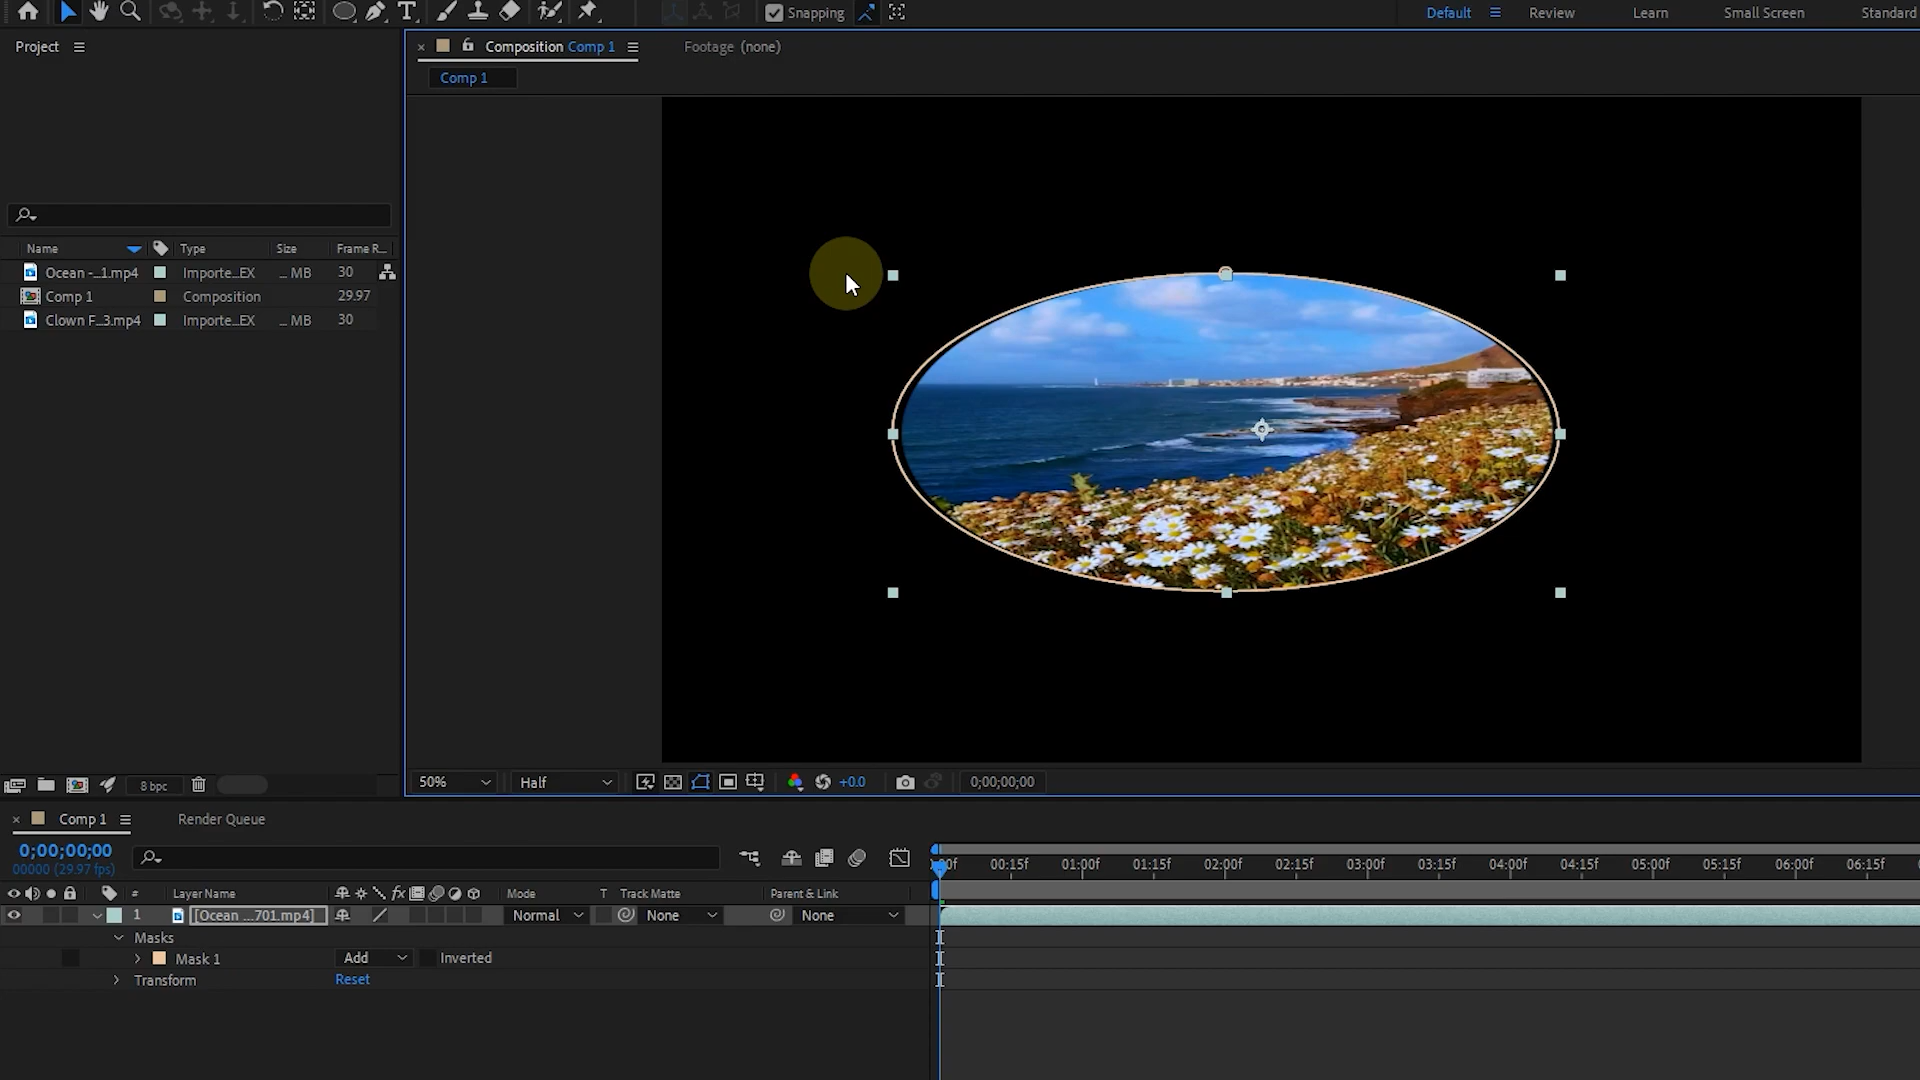 Snapping
Default
Review
Learn
Small Screen
Standard
Project
Composition Comp 1
Footage (none)
Comp 1
Name Type Size Frame R...
Ocean -...1.mp4 Importe...EX ... MB 30
Comp 1 Composition 29.97
Clown F...3.mp4 Importe...EX ... MB 30
8 bpc
50% Half +0.0 0;00;00;00
Comp 1 Render Queue
0;00;00;00
00000 (29.97 fps)
:00f 00:15f 01:00f 01:15f 02:00f 02:15f 03:00f 03:15f 04:00f 04:15f 05:00f 05:15f 06:00f 06:15f
# Layer Name fx Mode T Track Matte Parent & Link
1 [Ocean ...701.mp4] Normal None None
Masks
Mask 1 Add Inverted
Transform Reset